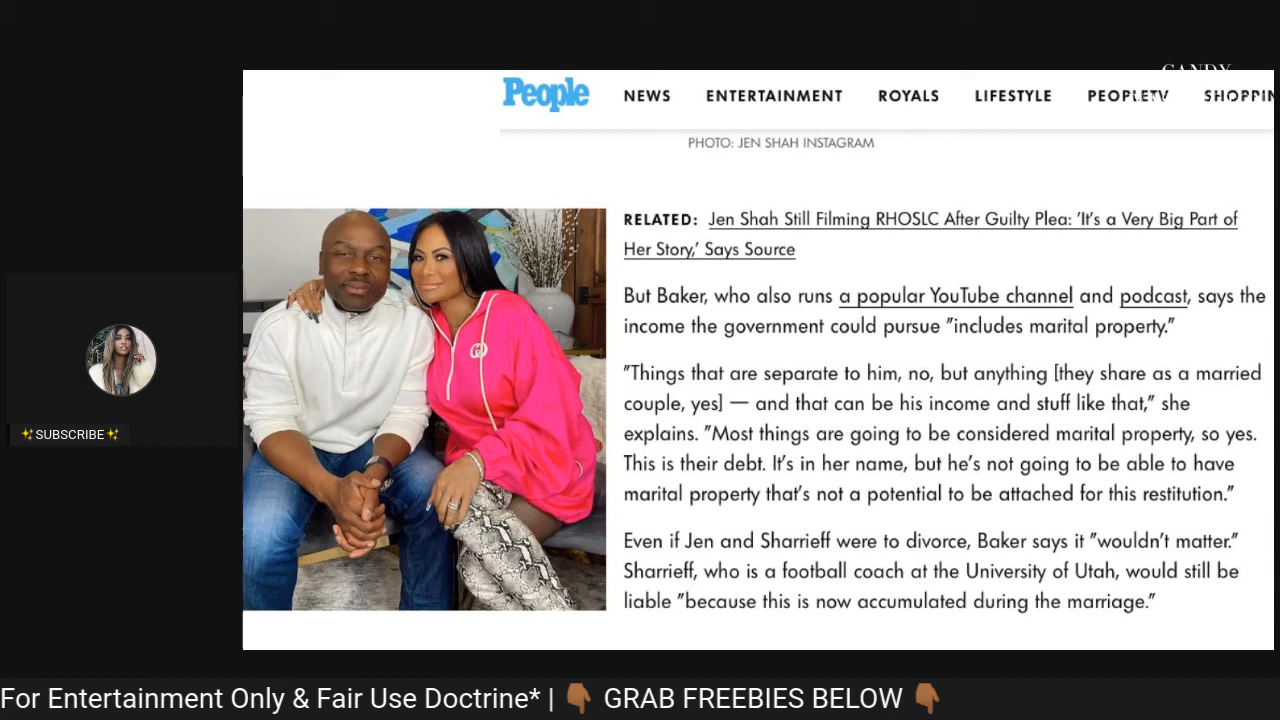 CANDY
People NEWS ENTERTAINMENT ROYALS LIFESTYLE PEOPLETV
PHOTO: JEN SHAH INSTAGRAM
RELATED: Jen Shah Still Filming RHOSLC After Guilty Plea: 'It's a Very Big Part of
Her Story,' Says Source
But Baker, who also runs a popular YouTube channel and podcast, says the
income the government could pursue "includes marital property."
"Things that are separate to him, no, but anything [they share as a married
couple, yes] — and that can be his income and stuff like that," she
explains. "Most things are going to be considered marital property, so yes.
This is their debt. It's in her name, but he's not going to be able to have
marital property that's not a potential to be attached for this restitution."
Even if Jen and Sharrieff were to divorce, Baker says it "wouldn't matter."
Sharrieff, who is a football coach at the University of Utah, would still be
liable "because this is now accumulated during the marriage."
✨SUBSCRIBE✨
For Entertainment Only & Fair Use Doctrine* | 👇🏾 GRAB FREEBIES BELOW 👇🏾